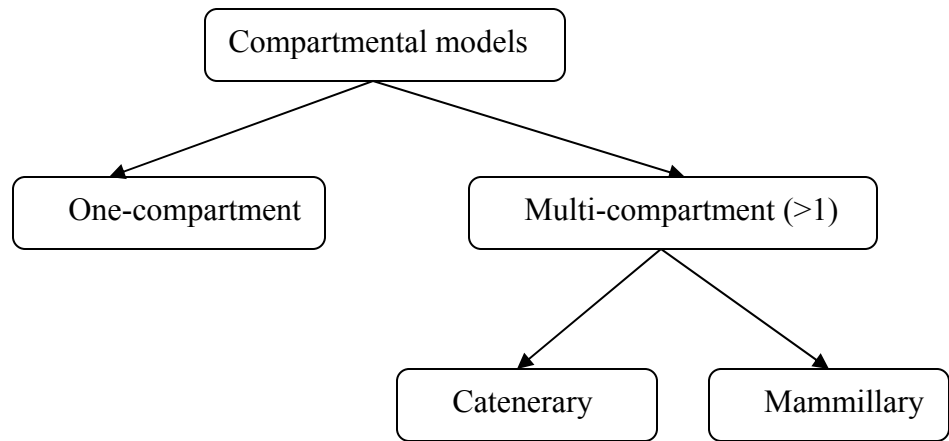 Compartmental models
One-compartment
Multi-compartment (>1)
Catenerary
Mammillary